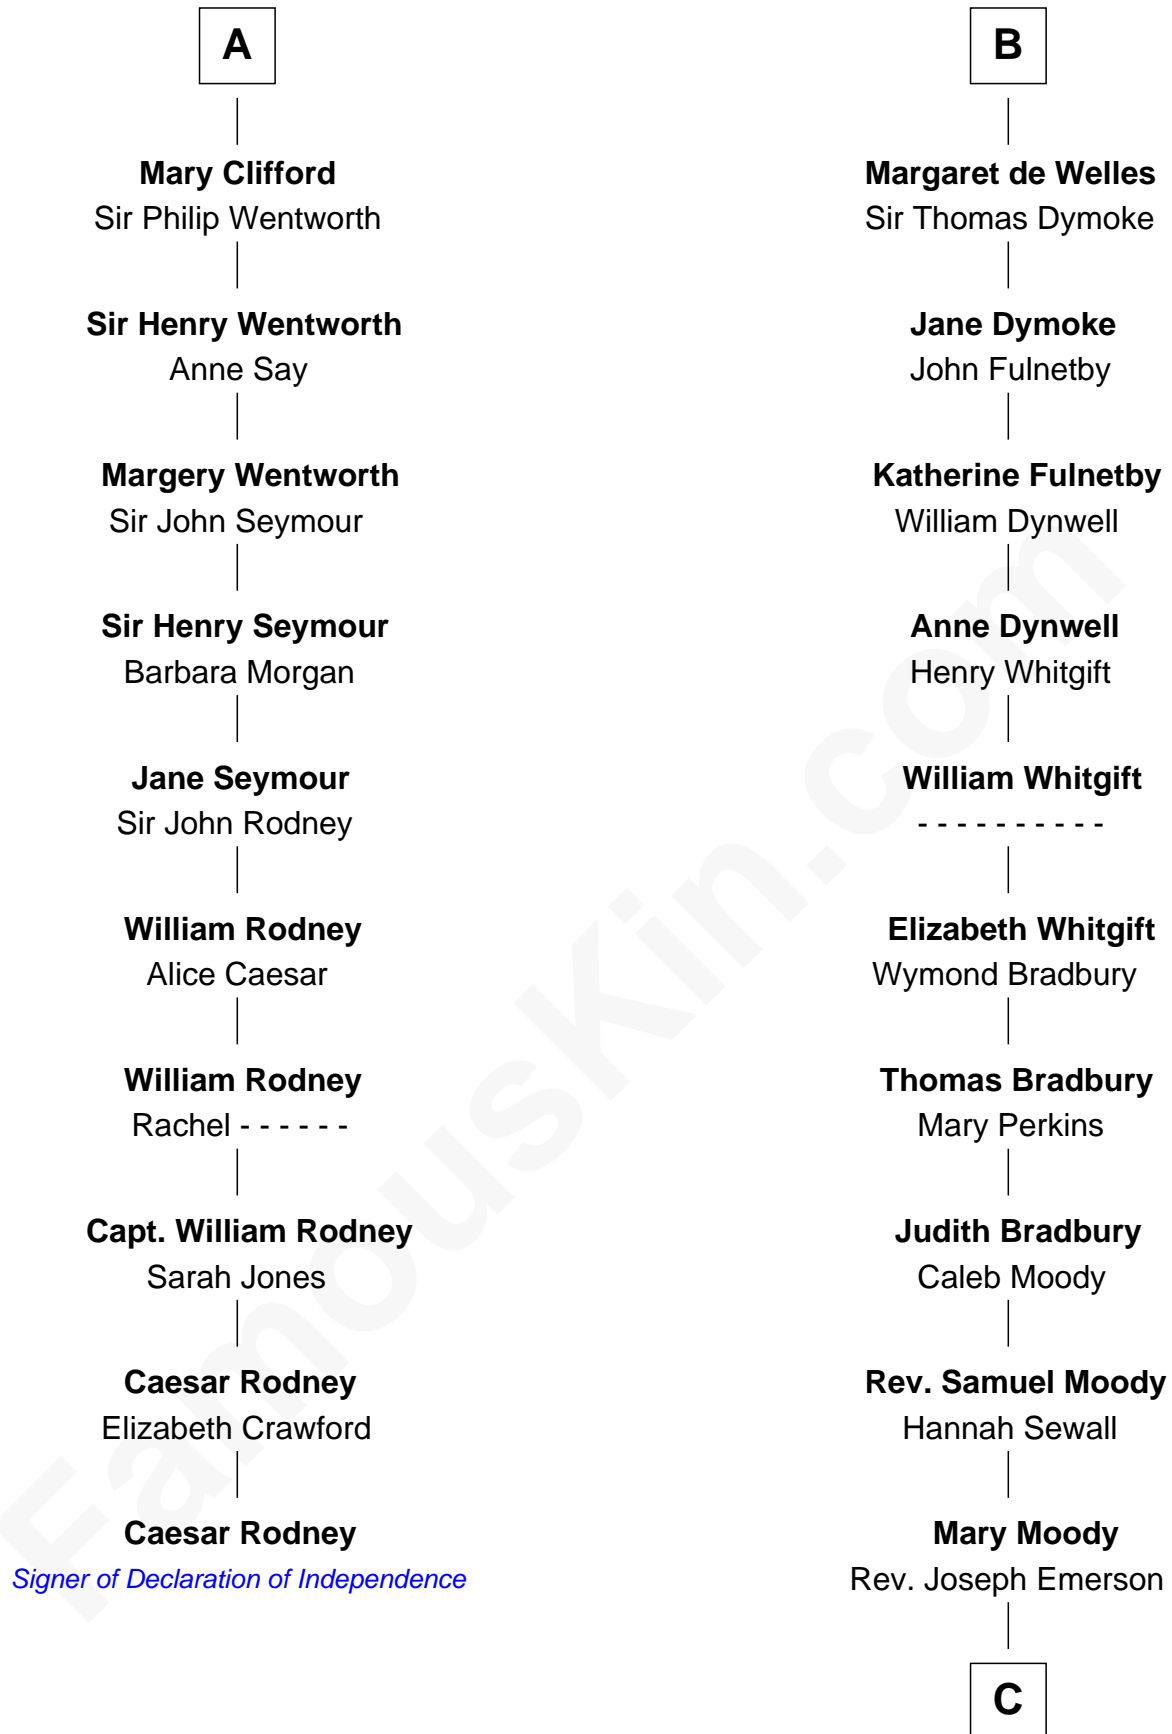 A
Mary Clifford
Sir Philip Wentworth
Sir Henry Wentworth
Anne Say
Margery Wentworth
Sir John Seymour
Sir Henry Seymour
Barbara Morgan
Jane Seymour
Sir John Rodney
William Rodney
Alice Caesar
William Rodney
Rachel - - - - - -
Capt. William Rodney
Sarah Jones
Caesar Rodney
Elizabeth Crawford
Caesar Rodney
Signer of Declaration of Independence
B
Margaret de Welles
Sir Thomas Dymoke
Jane Dymoke
John Fulnetby
Katherine Fulnetby
William Dynwell
Anne Dynwell
Henry Whitgift
William Whitgift
- - - - - - - - - -
Elizabeth Whitgift
Wymond Bradbury
Thomas Bradbury
Mary Perkins
Judith Bradbury
Caleb Moody
Rev. Samuel Moody
Hannah Sewall
Mary Moody
Rev. Joseph Emerson
C
FamousKin.com